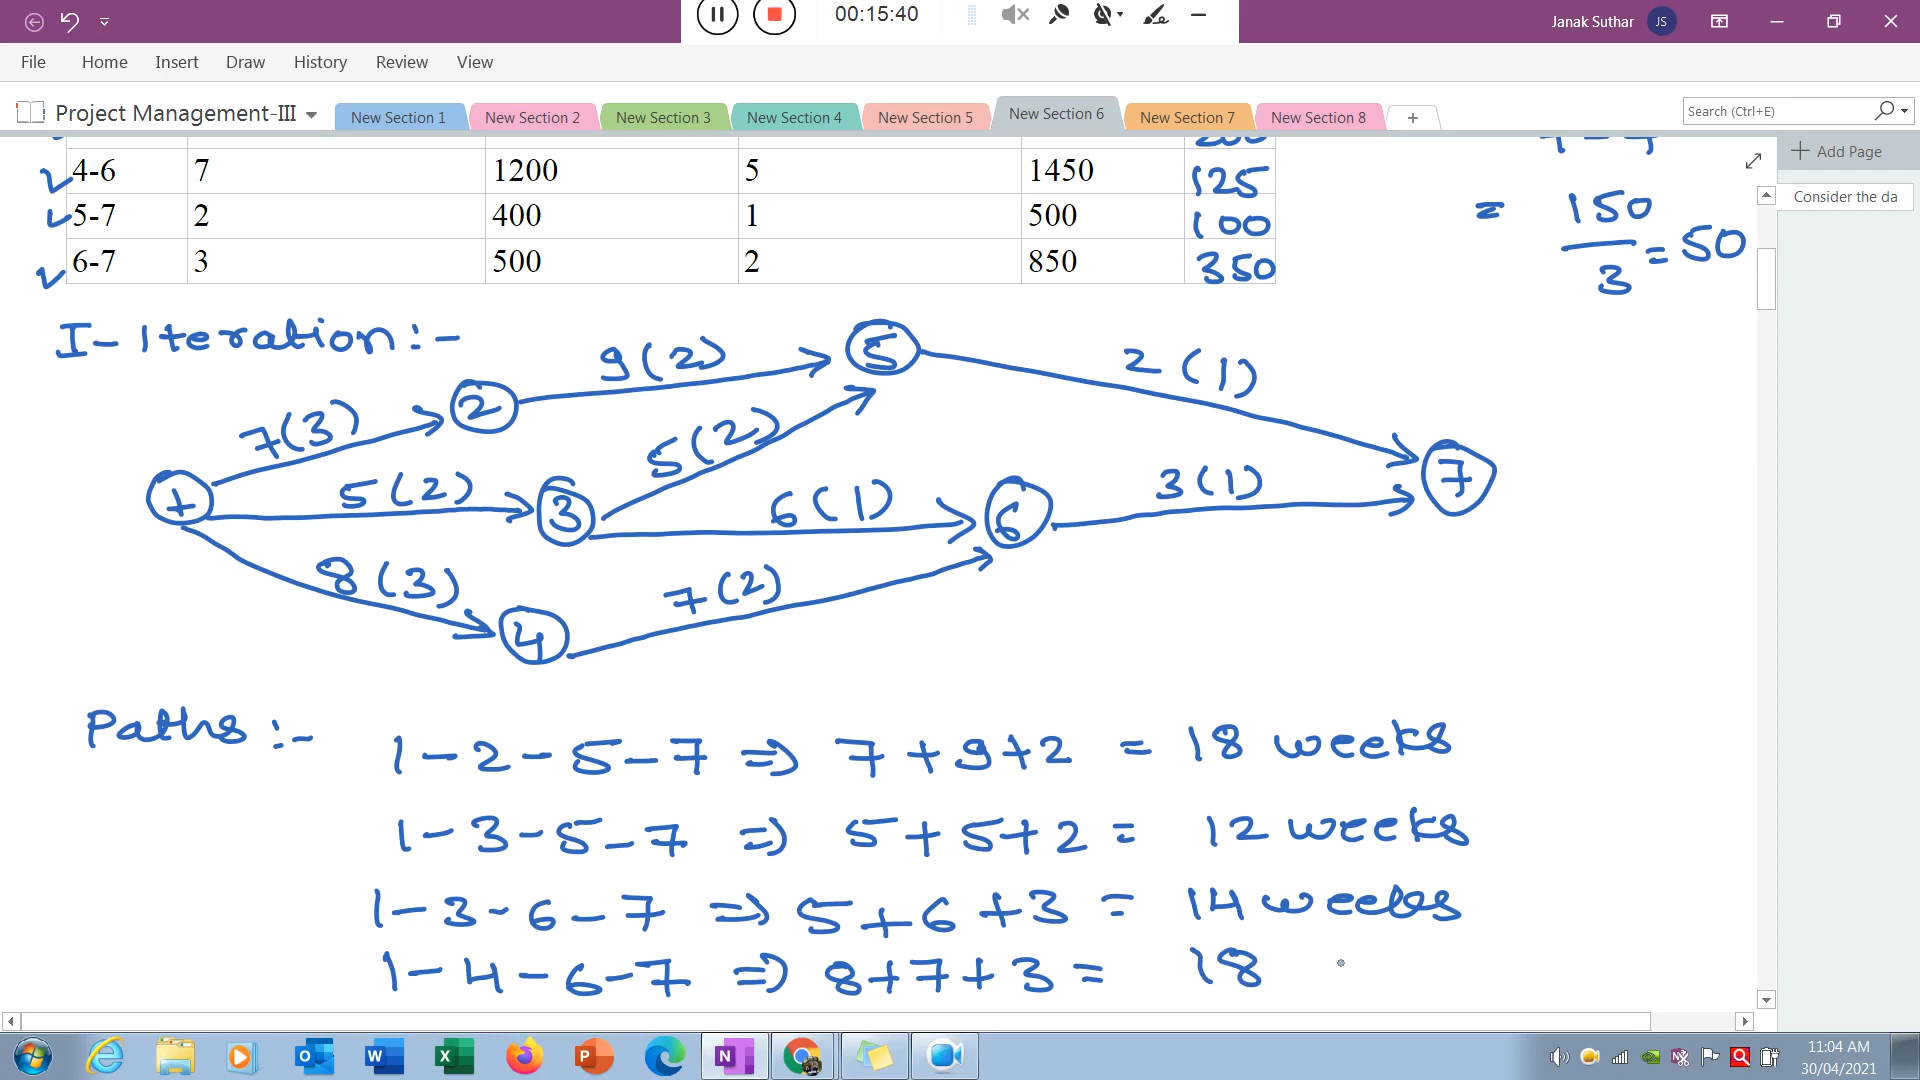 00:15:40
Janak Suthar JS
File Home Insert Draw History Review View
Project Management-III New Section 1 New Section 2 New Section 3 New Section 4 New Section 5 New Section 6 New Section 7 New Section 8 + Search (Ctrl+E)
Add Page
Consider the da
4-6 7 1200 5 1450 125
5-7 2 400 1 500 100
6-7 3 500 2 850 350
= 150
3 = 50
I- Iteration:-
9(2) 5 2(1)
7(3) 2 5(2)
1 5(2) 3 6(1) 6 3(1) 7
8(3) 4 7(2)
Paths :-
1-2-5-7 => 7+9+2 = 18 weeks
1-3-5-7 => 5+5+2 = 12 weeks
1-3-6-7 => 5+6+3 = 14 weeks
1-4-6-7 => 8+7+3 = 18
11:04 AM
30/04/2021